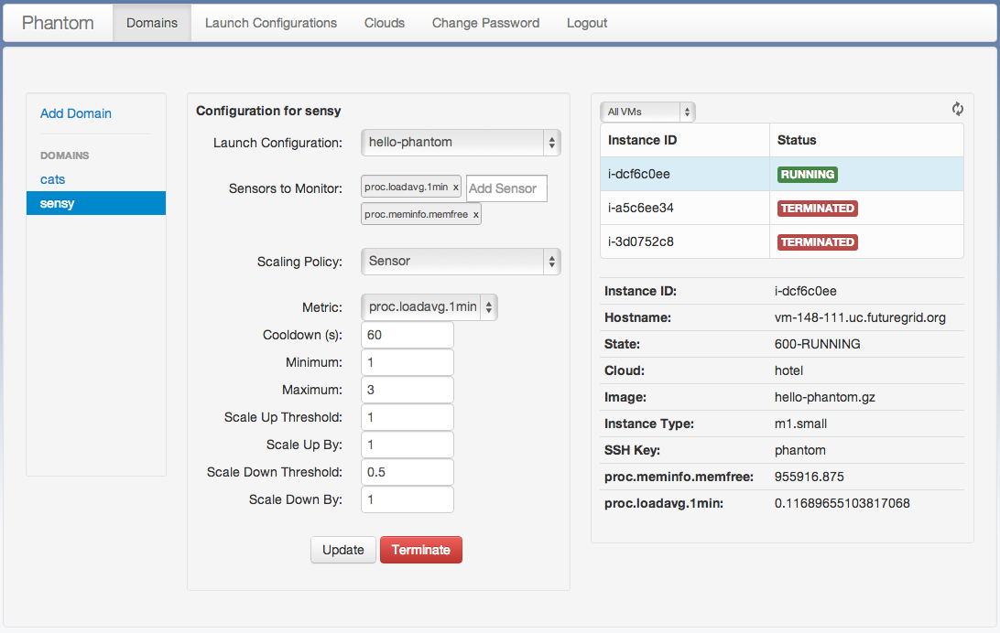 Phantom Domains Launch Configurations Clouds Change Password Logout
Add Domain
DOMAINS
cats
sensy
Configuration for sensy
Launch Configuration: hello-phantom
Sensors to Monitor: proc.loadavg.1min x Add Sensor
proc.meminfo.memfree x
Scaling Policy: Sensor
Metric: proc.loadavg.1min
Cooldown (s): 60
Minimum: 1
Maximum: 3
Scale Up Threshold: 1
Scale Up By: 1
Scale Down Threshold: 0.5
Scale Down By: 1
Update Terminate
All VMs
Instance ID Status
i-dcf6c0ee RUNNING
i-a5c6ee34 TERMINATED
i-3d0752c8 TERMINATED
Instance ID: i-dcf6c0ee
Hostname: vm-148-111.uc.futuregrid.org
State: 600-RUNNING
Cloud: hotel
Image: hello-phantom.gz
Instance Type: m1.small
SSH Key: phantom
proc.meminfo.memfree: 955916.875
proc.loadavg.1min: 0.11689655103817068